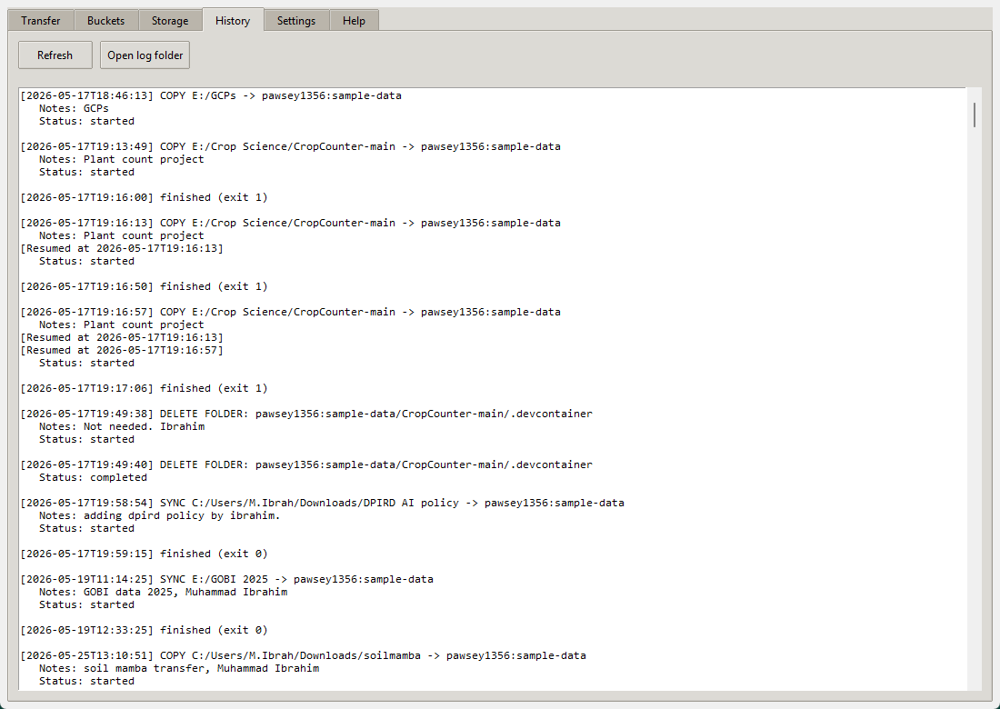 Transfer Buckets Storage History Settings Help
Refresh Open log folder
[2026-05-17T18:46:13] COPY E:/GCPs -> pawsey1356:sample-data
Notes: GCPs
Status: started
[2026-05-17T19:13:49] COPY E:/Crop Science/CropCounter-main -> pawsey1356:sample-data
Notes: Plant count project
Status: started
[2026-05-17T19:16:00] finished (exit 1)
[2026-05-17T19:16:13] COPY E:/Crop Science/CropCounter-main -> pawsey1356:sample-data
Notes: Plant count project
[Resumed at 2026-05-17T19:16:13]
Status: started
[2026-05-17T19:16:50] finished (exit 1)
[2026-05-17T19:16:57] COPY E:/Crop Science/CropCounter-main -> pawsey1356:sample-data
Notes: Plant count project
[Resumed at 2026-05-17T19:16:13]
[Resumed at 2026-05-17T19:16:57]
Status: started
[2026-05-17T19:17:06] finished (exit 1)
[2026-05-17T19:49:38] DELETE FOLDER: pawsey1356:sample-data/CropCounter-main/.devcontainer
Notes: Not needed. Ibrahim
Status: started
[2026-05-17T19:49:40] DELETE FOLDER: pawsey1356:sample-data/CropCounter-main/.devcontainer
Status: completed
[2026-05-17T19:58:54] SYNC C:/Users/M.Ibrah/Downloads/DPIRD AI policy -> pawsey1356:sample-data
Notes: adding dpird policy by ibrahim.
Status: started
[2026-05-17T19:59:15] finished (exit 0)
[2026-05-19T11:14:25] SYNC E:/GOBI 2025 -> pawsey1356:sample-data
Notes: GOBI data 2025, Muhammad Ibrahim
Status: started
[2026-05-19T12:33:25] finished (exit 0)
[2026-05-25T13:10:51] COPY C:/Users/M.Ibrah/Downloads/soilmamba -> pawsey1356:sample-data
Notes: soil mamba transfer, Muhammad Ibrahim
Status: started